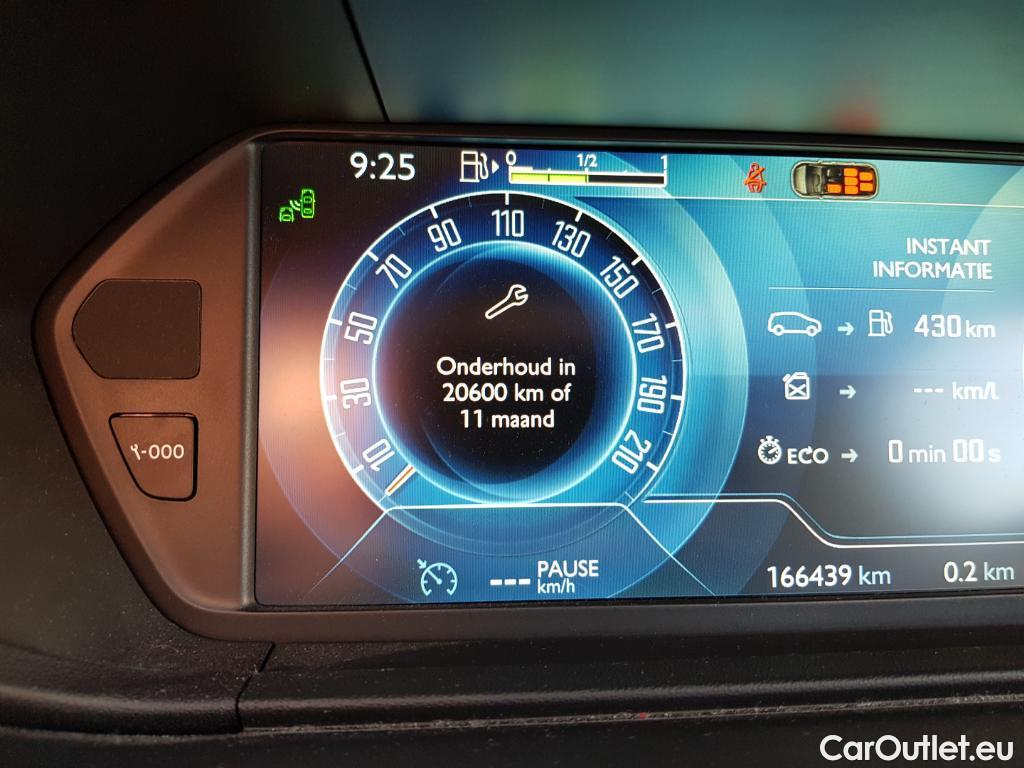 9:25
0 1/2 1
10
30
50
70
90
110
130
150
170
190
210
Onderhoud in
20600 km of
11 maand
INSTANT
INFORMATIE
430 km
--- km/l
ECO 0 min 00 s
-000
--- PAUSE
km/h
166439 km 0.2 km
CarOutlet.eu